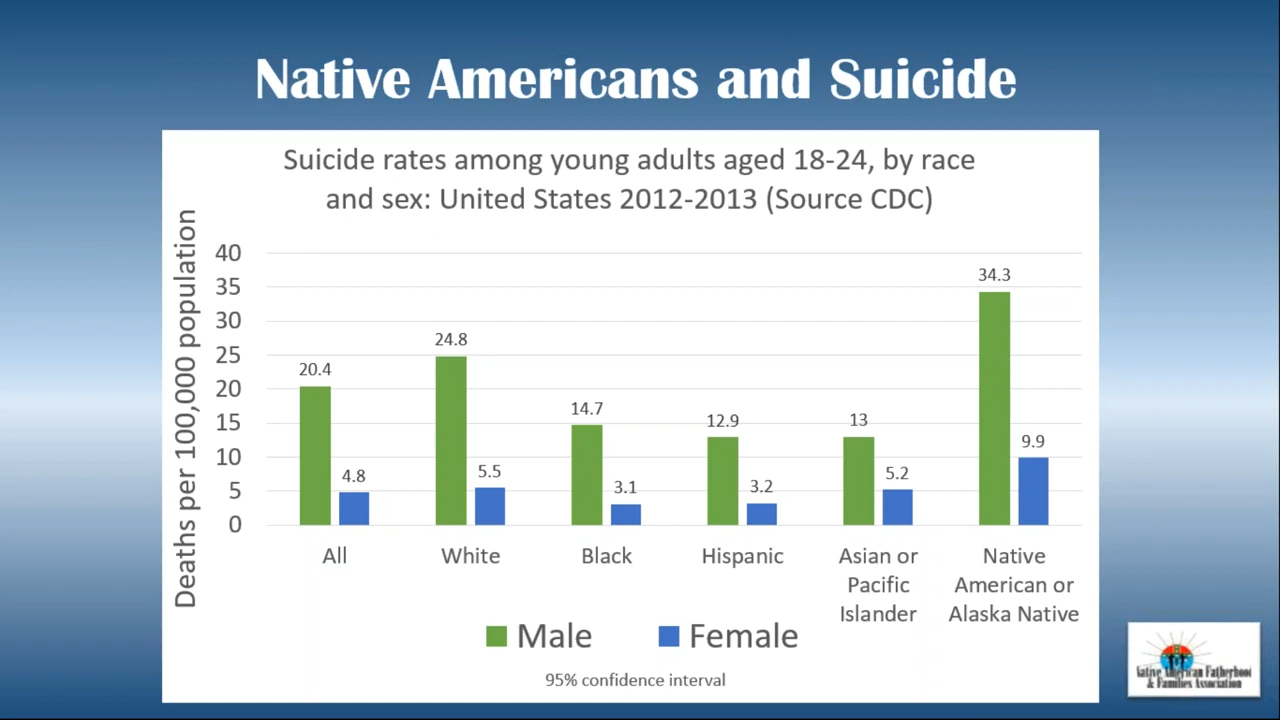 Native Americans and Suicide
Suicide rates among young adults aged 18-24, by race
and sex: United States 2012-2013 (Source CDC)
Deaths per 100,000 population
40
35
30
25
20
15
10
5
0
20.4
4.8
24.8
5.5
14.7
3.1
12.9
3.2
13
5.2
34.3
9.9
All
White
Black
Hispanic
Asian or
Pacific
Islander
Native
American or
Alaska Native
Male
Female
95% confidence interval
Native American Fatherhood
& Families Association